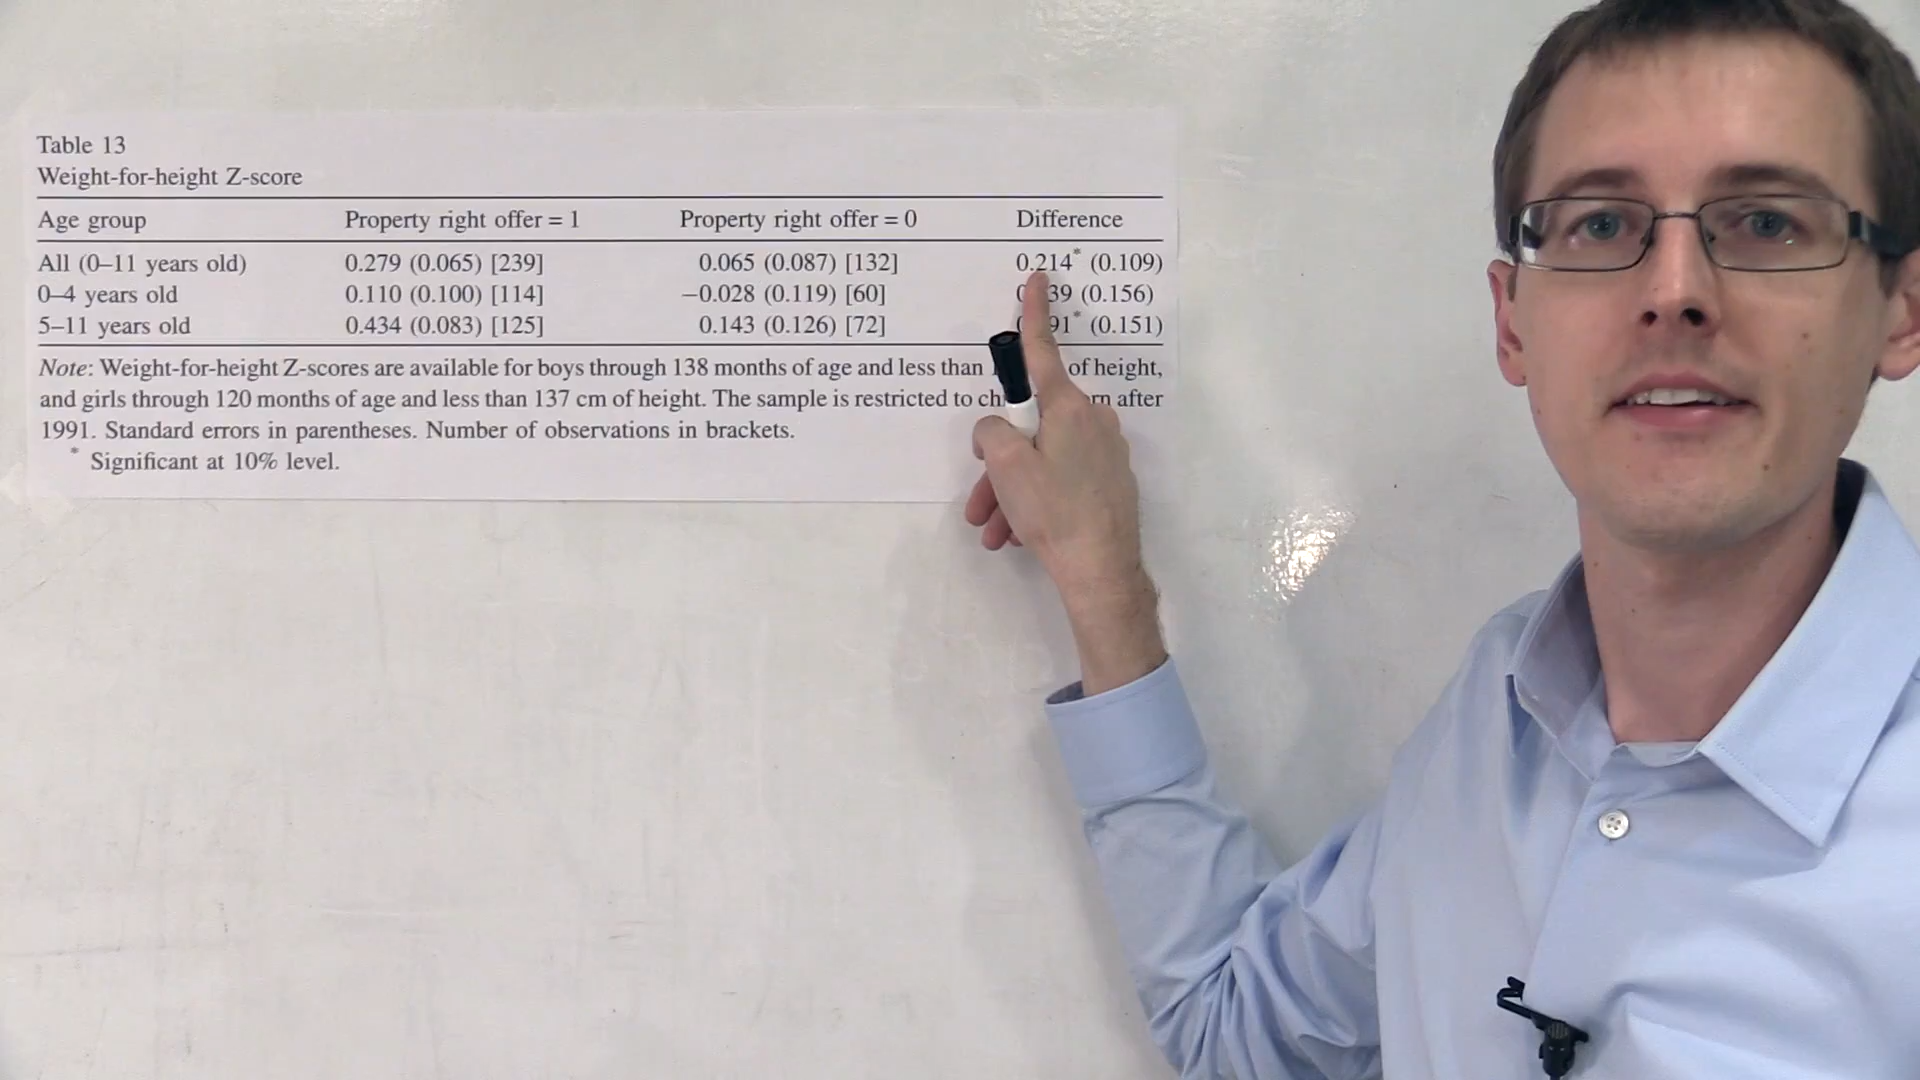 Table 13
Weight-for-height Z-score
Age group Property right offer = 1 Property right offer = 0 Difference
All (0–11 years old) 0.279 (0.065) [239] 0.065 (0.087) [132] 0.214* (0.109)
0–4 years old 0.110 (0.100) [114] −0.028 (0.119) [60] (0.156)
5–11 years old 0.434 (0.083) [125] 0.143 (0.126) [72] (0.151)
Note: Weight-for-height Z-scores are available for boys through 138 months of age and less than of height,
and girls through 120 months of age and less than 137 cm of height. The sample is restricted to after
1991. Standard errors in parentheses. Number of observations in brackets.
* Significant at 10% level.